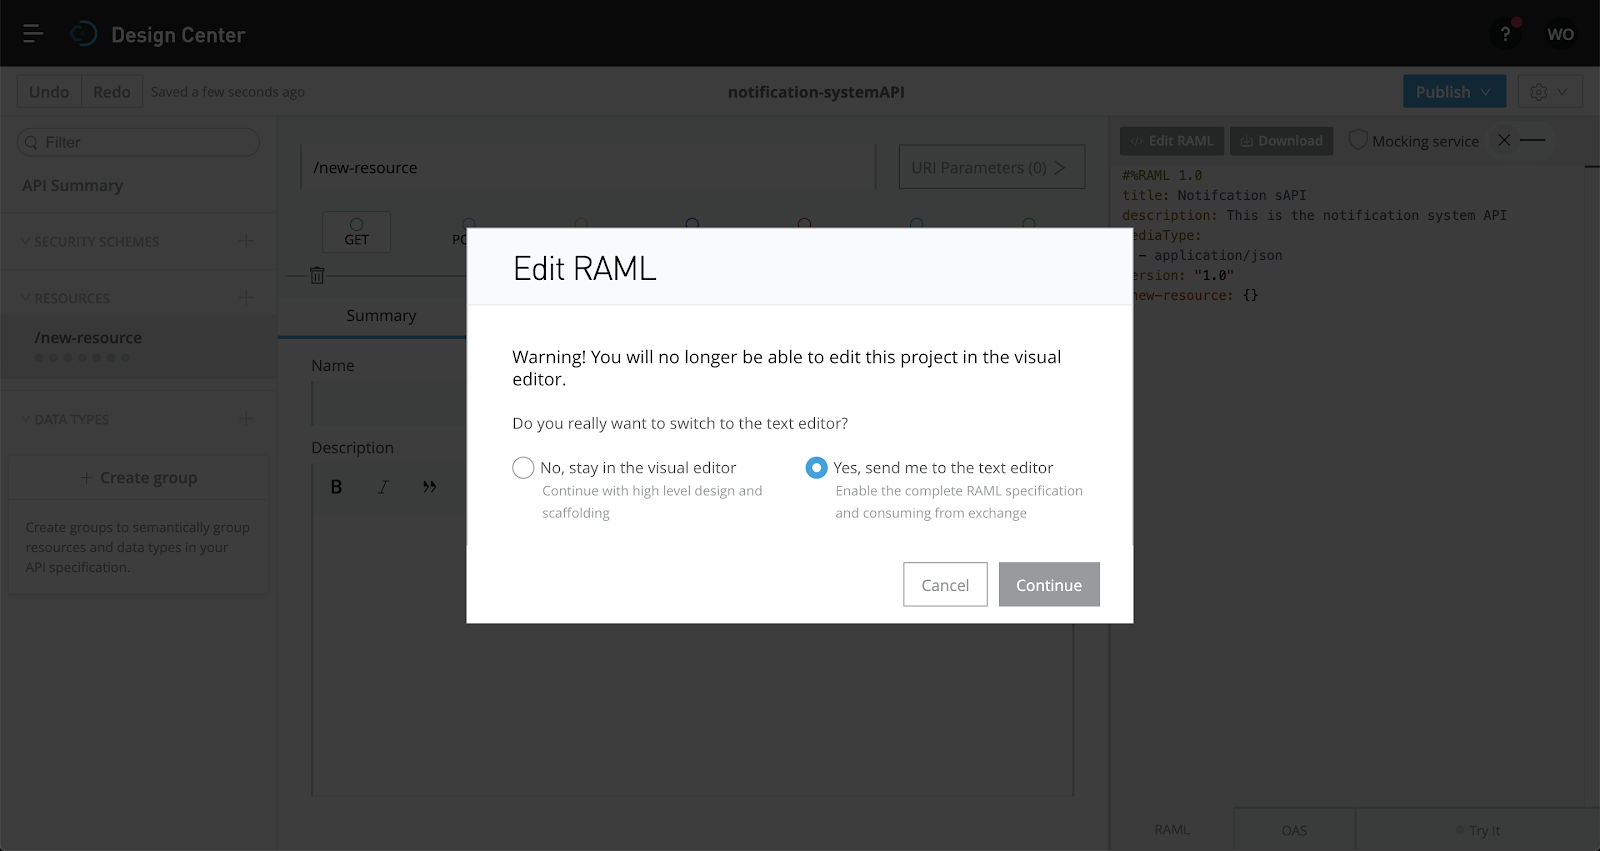 Design Center
?
WO
Undo
Redo
Saved a few seconds ago
notification-systemAPI
Publish
Filter
API Summary
SECURITY SCHEMES
RESOURCES
/new-resource
DATA TYPES
+ Create group
Create groups to semantically group
resources and data types in your
API specification.
/new-resource
URI Parameters (0) >
GET
PO
Summary
Name
Description
B I ”
Edit RAML
Warning! You will no longer be able to edit this project in the visual
editor.
Do you really want to switch to the text editor?
No, stay in the visual editor
Continue with high level design and
scaffolding
Yes, send me to the text editor
Enable the complete RAML specification
and consuming from exchange
Cancel
Continue
</> Edit RAML
Download
Mocking service
#%RAML 1.0
title: Notifcation sAPI
description: This is the notification system API
ediaType:
- application/json
ersion: "1.0"
new-resource: {}
RAML
OAS
Try It